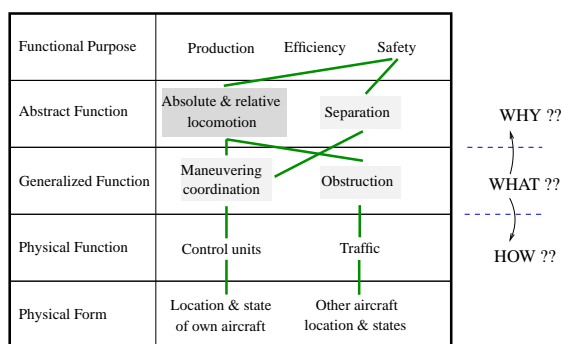 Functional Purpose
Production
Efficiency
Safety
Abstract Function
Absolute & relative
locomotion
Separation
WHY ??
Generalized Function
Maneuvering
coordination
Obstruction
WHAT ??
Physical Function
Control units
Traffic
HOW ??
Physical Form
Location & state
of own aircraft
Other aircraft
location & states